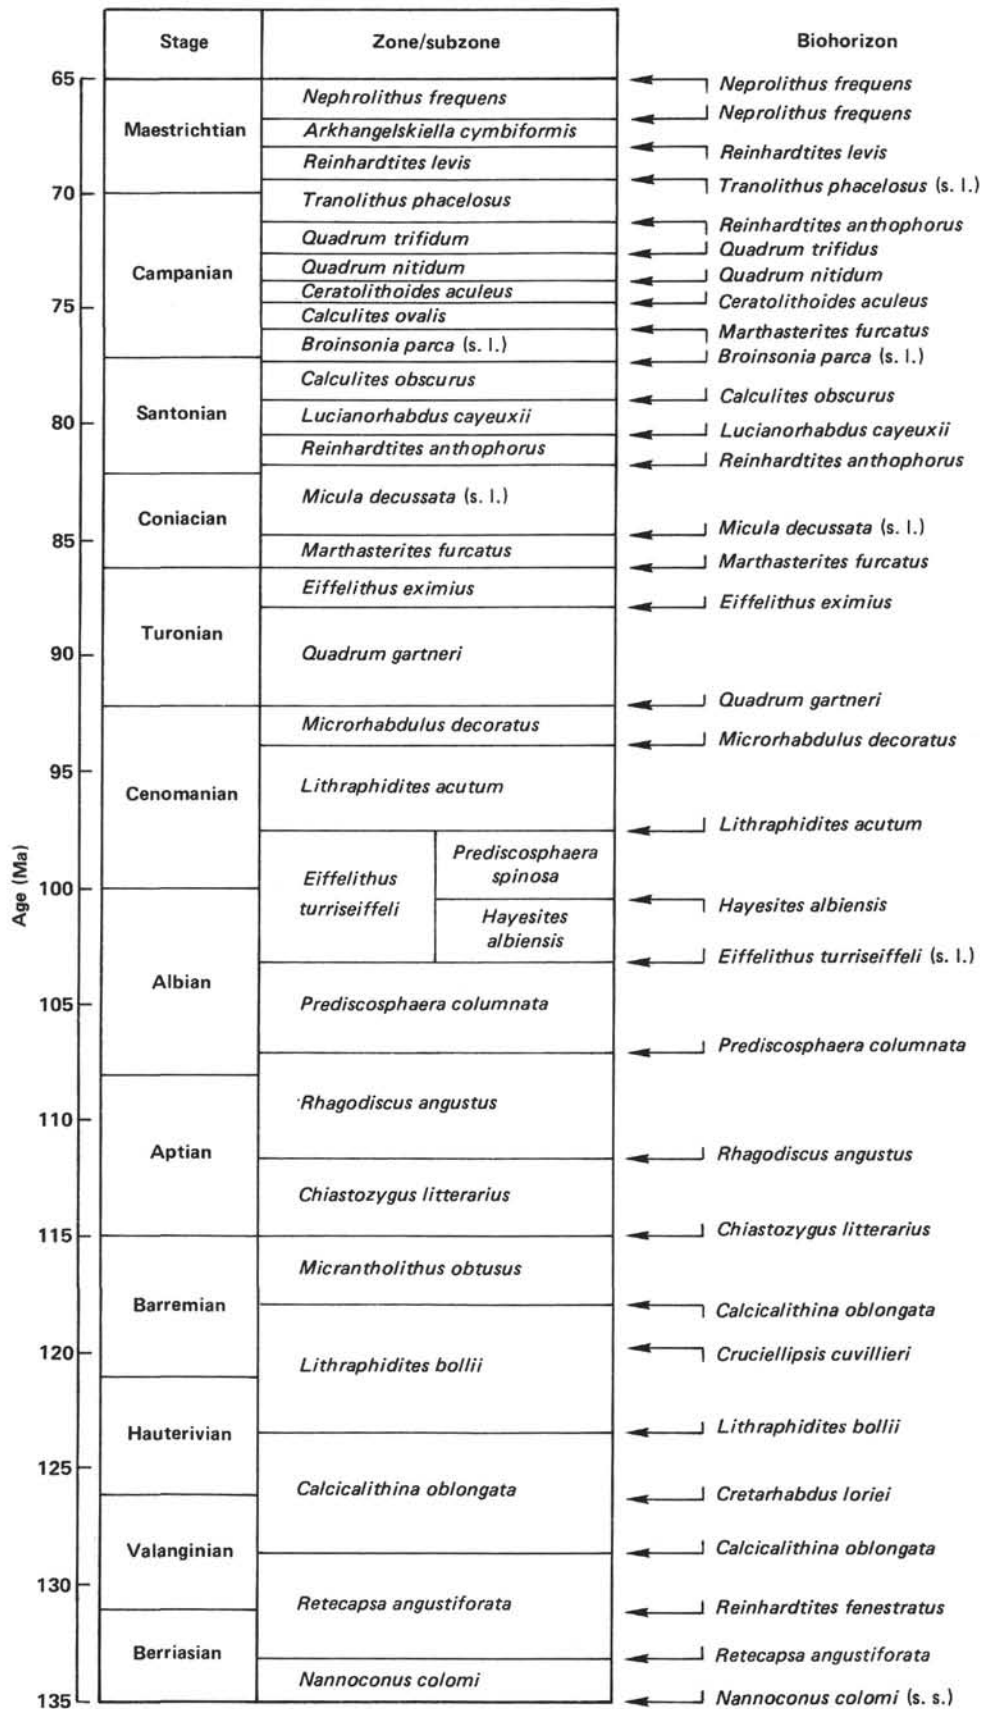 Stage Zone/subzone Biohorizon
65 Neprolithus frequens
Nephrolithus frequens
Neprolithus frequens
Maestrichtian Arkhangelskiella cymbiformis
Reinhardtites levis
Reinhardtites levis
Tranolithus phacelosus (s. l.)
70
Tranolithus phacelosus
Reinhardtites anthophorus
Quadrum trifidum
Quadrum trifidus
Campanian Quadrum nitidum Quadrum nitidum
Ceratolithoides aculeus Ceratolithoides aculeus
75
Calculites ovalis
Marthasterites furcatus
Broinsonia parca (s. l.)
Broinsonia parca (s. l.)
Calculites obscurus
Calculites obscurus
Santonian Lucianorhabdus cayeuxii
80
Lucianorhabdus cayeuxii
Reinhardtites anthophorus
Reinhardtites anthophorus
Micula decussata (s. l.)
Coniacian Micula decussata (s. l.)
85
Marthasterites furcatus
Marthasterites furcatus
Eiffelithus eximius
Eiffelithus eximius
Turonian
90 Quadrum gartneri
Quadrum gartneri
Microrhabdulus decoratus
Microrhabdulus decoratus
95
Cenomanian Lithraphidites acutum
Lithraphidites acutum
Prediscosphaera
spinosa
Eiffelithus
turriseiffeli
Age (Ma)
100
Hayesites albiensis
Hayesites
albiensis
Eiffelithus turriseiffeli (s. l.)
Albian
105 Prediscosphaera columnata
Prediscosphaera columnata
Rhagodiscus angustus
110
Aptian Rhagodiscus angustus
Chiastozygus litterarius
Chiastozygus litterarius
115
Micrantholithus obtusus
Barremian Calcicalithina oblongata
120 Cruciellipsis cuvillieri
Lithraphidites bollii
Lithraphidites bollii
Hauterivian
125
Calcicalithina oblongata Cretarhabdus loriei
Valanginian Calcicalithina oblongata
130
Retecapsa angustiforata Reinhardtites fenestratus
Berriasian Retecapsa angustiforata
Nannoconus colomi
135 Nannoconus colomi (s. s.)